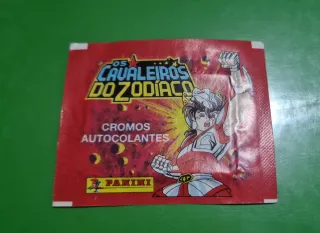 OS
CAVALEIROS
DO ZODÍACO
CROMOS
AUTOCOLANTES
PANINI